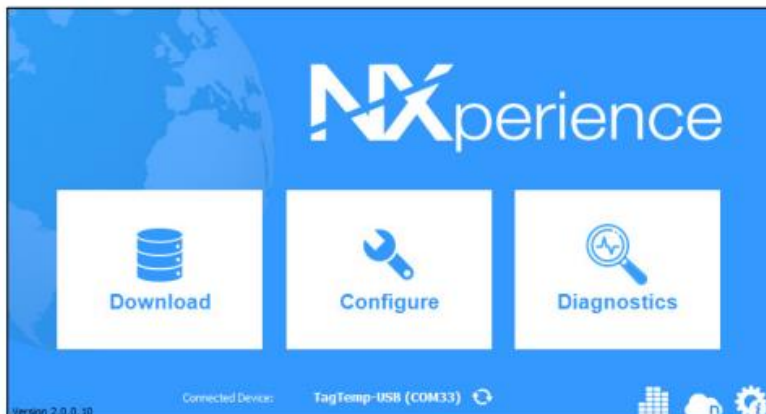 NXperience
Download Configure Diagnostics
Connected Device: TagTemp-USB (COM33)
Version 2.0.0.10